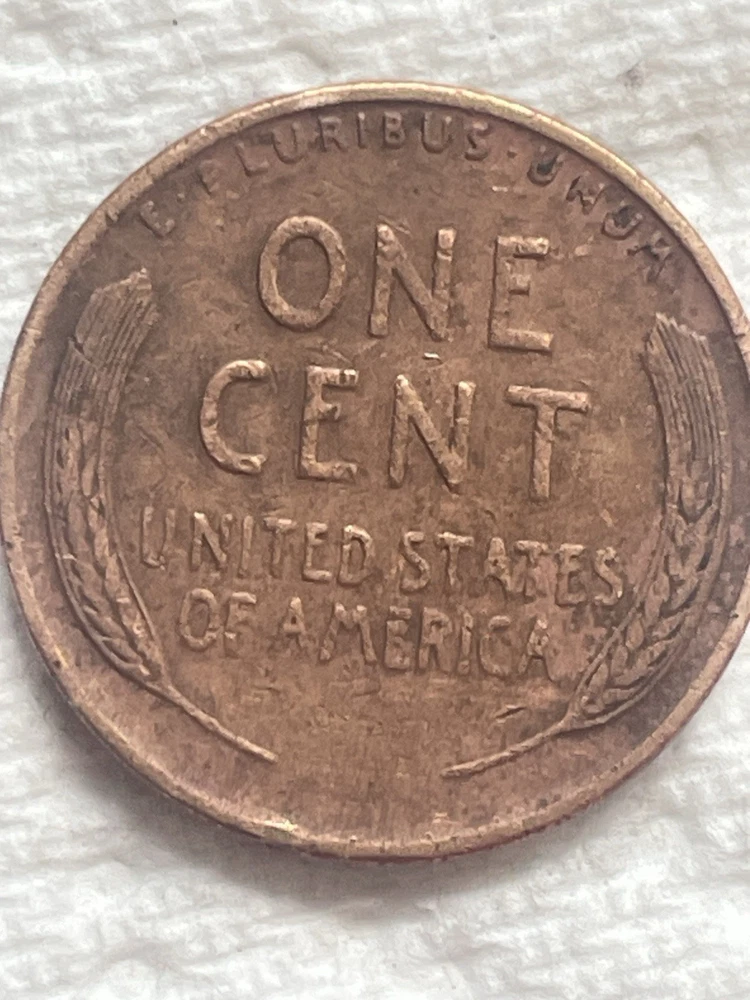 E·PLURIBUS·UNUM
ONE
CENT
UNITED STATES
OF AMERICA